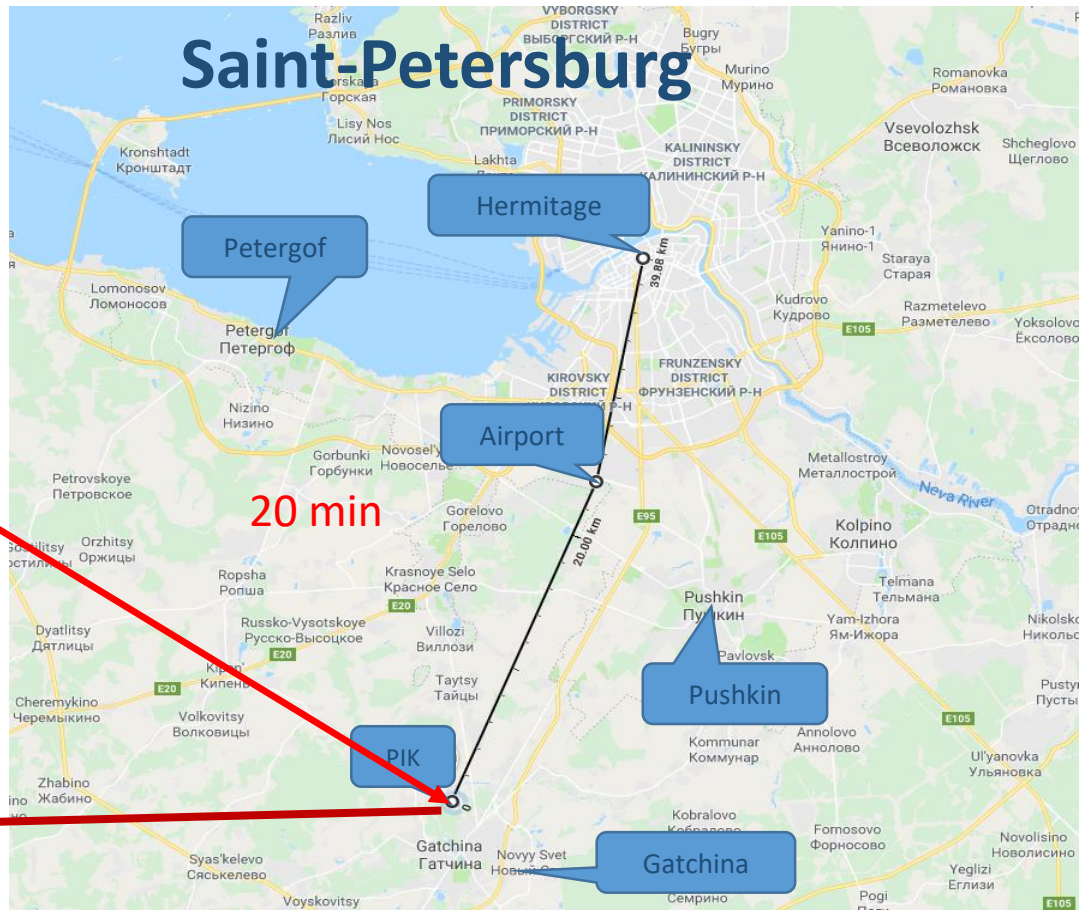 Saint-Petersburg
Razliv
Разлив
VYBORGSKY
DISTRICT
ВЫБОРГСКИЙ Р-Н
Bugry
Бугры
Murino
Мурино
Romanovka
Романовка
Горская
PRIMORSKY
DISTRICT
ПРИМОРСКИЙ Р-Н
Lisy Nos
Лисий Нос
Vsevolozhsk
Всеволожск
Shcheglovo
Щеглово
Kronshtadt
Кронштадт
Lakhta
KALININSKY
DISTRICT
КАЛИНИНСКИЙ Р-Н
Hermitage
Petergof
Yanino-1
Янино-1
Staraya
Старая
39.88 km
Lomonosov
Ломоносов
Kudrovo
Кудрово
Razmetelevo
Разметелево
E105
Yoksolovo
Ёксолово
Petergof
Петергоф
KIROVSKY
DISTRICT
FRUNZENSKY
DISTRICT
ФРУНЗЕНСКИЙ Р-Н
Nizino
Низино
Airport
Gorbunki
Горбунки
Metallostroy
Металлострой
Petrovskoye
Петровское
Neva River
20 min
Gorelovo
Горелово
E95
20.00 km
E105
Kolpino
Колпино
Orzhitsy
Оржицы
Ropsha
Ропша
Krasnoye Selo
Красное Село
E20
Telmana
Тельмана
Pushkin
Пушкин
Russko-Vysotskoye
Русско-Высоцкое
E20
Villozi
Виллози
Yam-Izhora
Ям-Ижора
Dyatlitsy
Дятлицы
Pavlovsk
Кипень
E20
Taytsy
Тайцы
Pushkin
Cheremykino
Черемыкино
Volkovitsy
Волковицы
E105
Annolovo
Аннолово
Kommunar
Коммунар
PIK
Ul'yanovka
Ульяновка
Zhabino
Жабино
0
Kobralovo
Fornosovo
Форносово
Novolisino
Новолисино
Gatchina
Гатчина
Novyy Svet
Gatchina
Syas'kelevo
Сяськелево
Yeglizi
Еглизи
Voyskovitsy
Семрино
Pogi
E105